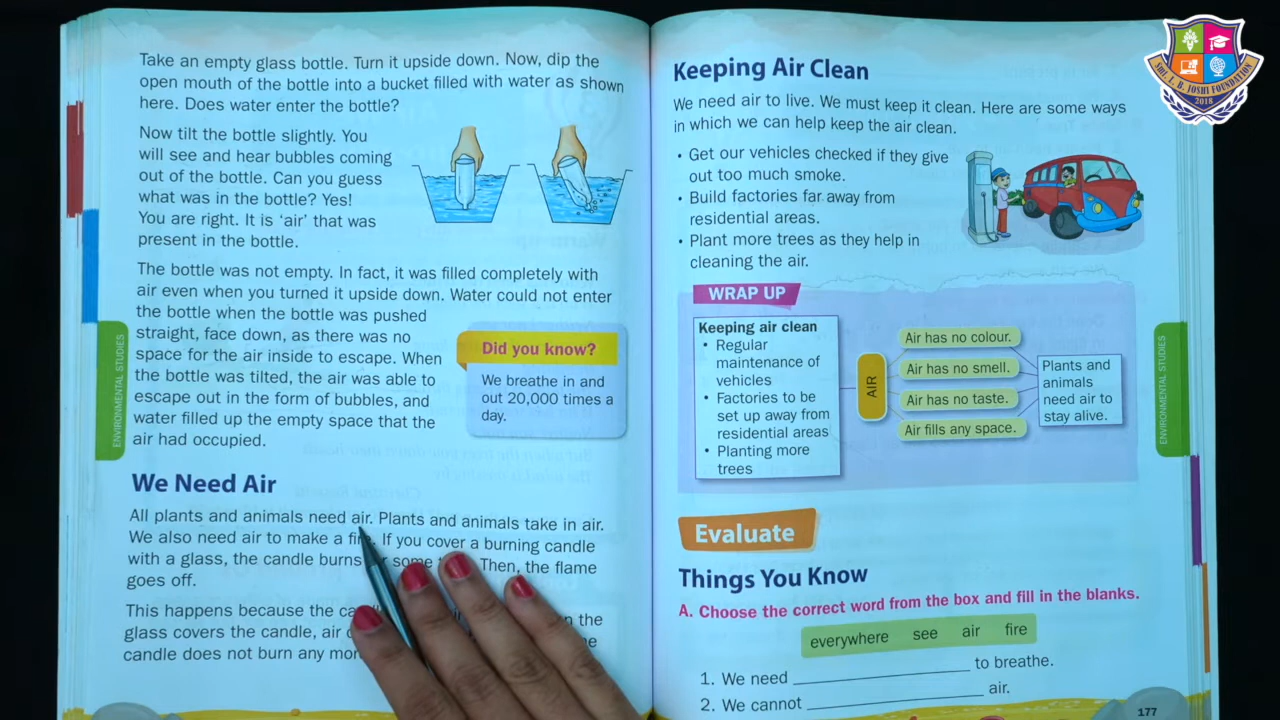 Take an empty glass bottle. Turn it upside down. Now, dip the
open mouth of the bottle into a bucket filled with water as shown
here. Does water enter the bottle?
Now tilt the bottle slightly. You
will see and hear bubbles coming
out of the bottle. Can you guess
what was in the bottle? Yes!
You are right. It is ‘air’ that was
present in the bottle.
The bottle was not empty. In fact, it was filled completely with
air even when you turned it upside down. Water could not enter
the bottle when the bottle was pushed
straight, face down, as there was no
space for the air inside to escape. When
the bottle was tilted, the air was able to
escape out in the form of bubbles, and
water filled up the empty space that the
air had occupied.
Did you know?
We breathe in and
out 20,000 times a
day.
ENVIRONMENTAL STUDIES
We Need Air
All plants and animals need air. Plants and animals take in air.
We also need air to make a fire. If you cover a burning candle
with a glass, the candle burns some Then, the flame
goes off.
This happens because the the
glass covers the candle, air
candle does not burn any
Keeping Air Clean
We need air to live. We must keep it clean. Here are some ways
in which we can help keep the air clean.
• Get our vehicles checked if they give
out too much smoke.
• Build factories far away from
residential areas.
• Plant more trees as they help in
cleaning the air.
WRAP UP
Keeping air clean
• Regular
maintenance of
vehicles
• Factories to be
set up away from
residential areas
• Planting more
trees
AIR
Air has no colour.
Air has no smell.
Air has no taste.
Air fills any space.
Plants and
animals
need air to
stay alive.
ENVIRONMENTAL STUDIES
Evaluate
Things You Know
A. Choose the correct word from the box and fill in the blanks.
everywhere see air fire
1. We need ____________________ to breathe.
2. We cannot ____________________ air.
177
SHI. L. B. JOSHI FOUNDATION
2018